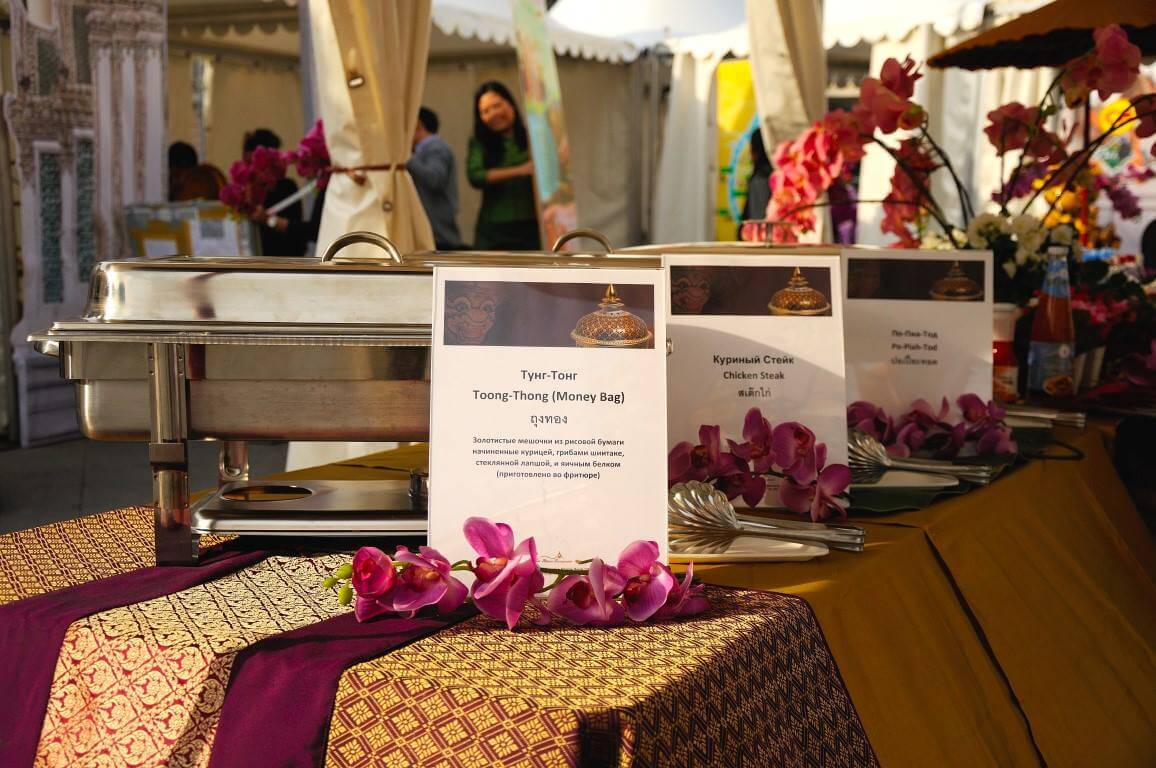 Тунг-Тонг
Toong-Thong (Money Bag)
ถุงทอง
Золотистые мешочки из рисовой бумаги
начиненные курицей, грибами шиитаке,
стеклянной лапшой, и яичным белком
(приготовлено во фритюре)
Куриный Стейк
Chicken Steak
สเต๊กไก่
По-Пиа-Тод
Po-Piah-Tod
ปอเปี๊ยะทอด